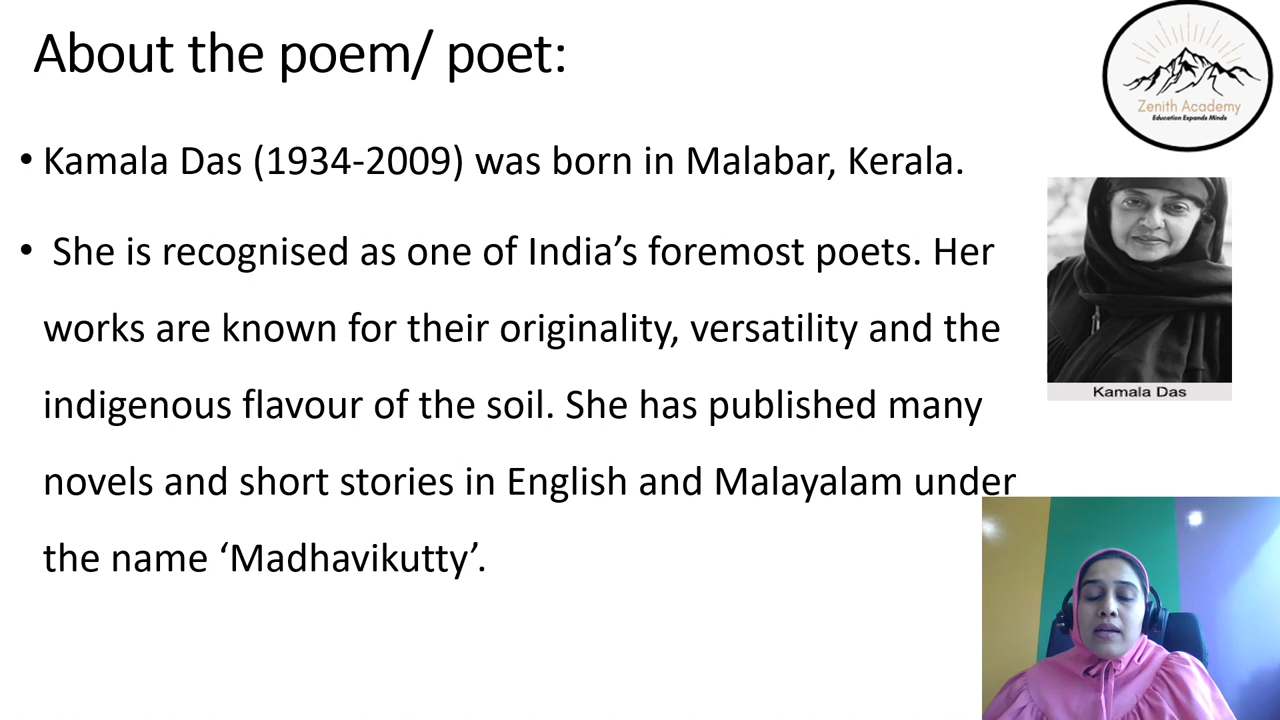 About the poem/ poet:
Zenith Academy
Education Expands Minds
• Kamala Das (1934-2009) was born in Malabar, Kerala.
• She is recognised as one of India’s foremost poets. Her
works are known for their originality, versatility and the
indigenous flavour of the soil. She has published many
novels and short stories in English and Malayalam under
the name ‘Madhavikutty’.
Kamala Das